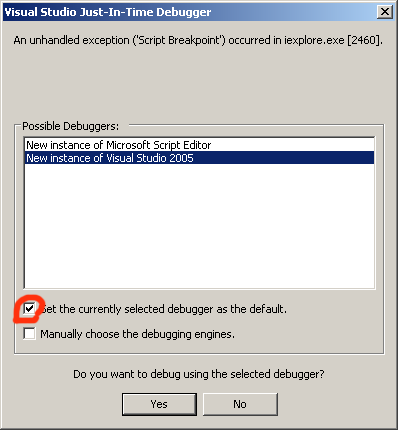 Visual Studio Just-In-Time Debugger
An unhandled exception ('Script Breakpoint') occurred in iexplore.exe [2460].
Possible Debuggers:
New instance of Microsoft Script Editor
New instance of Visual Studio 2005
Set the currently selected debugger as the default.
Manually choose the debugging engines.
Do you want to debug using the selected debugger?
Yes No